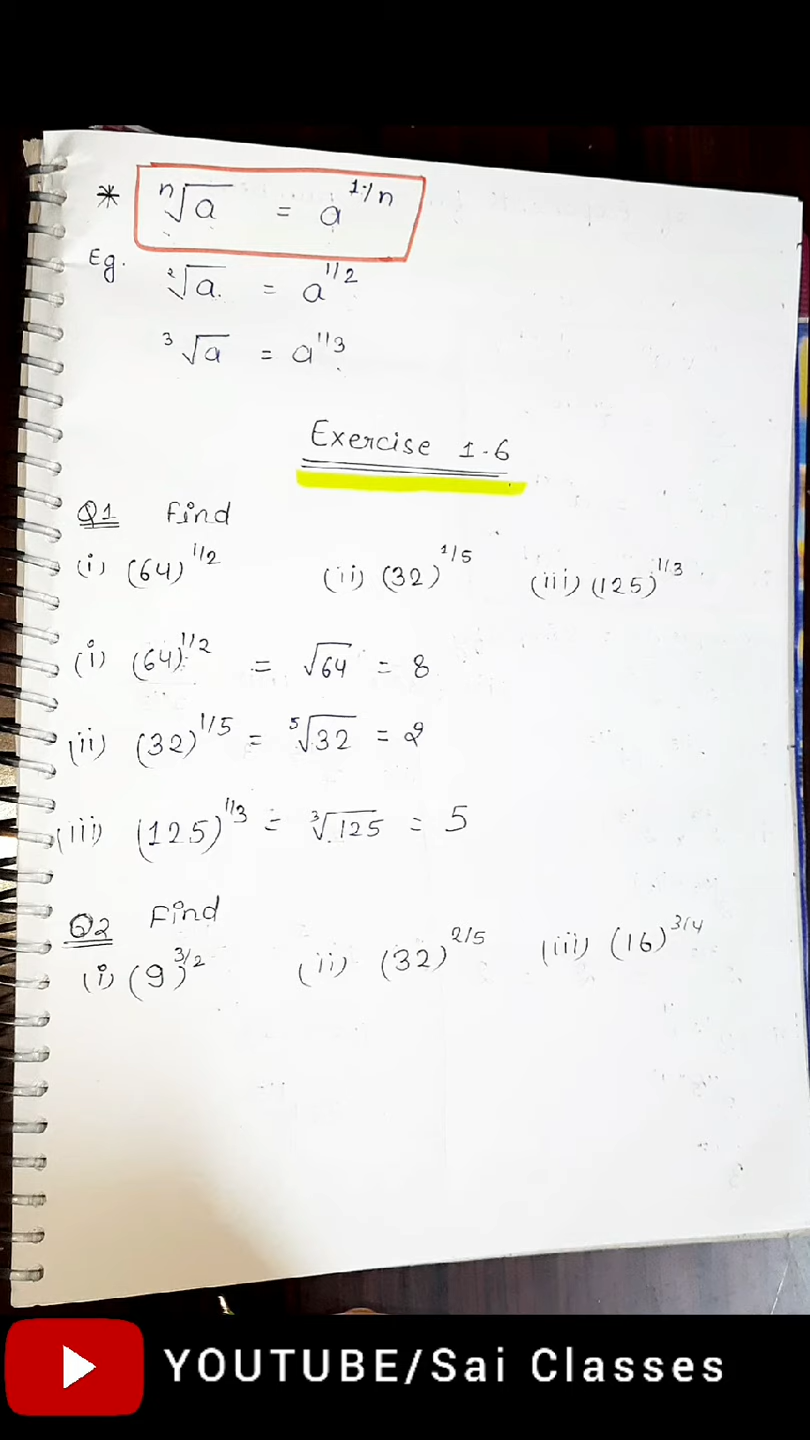 * ⁿ√a = a^1/n
Eg. ²√a = a^1/2
³√a = a^1/3
Exercise 1.6
Q1 Find
(i) (64)^1/2 (ii) (32)^1/5 (iii) (125)^1/3
(i) (64)^1/2 = √64 = 8
(ii) (32)^1/5 = ⁵√32 = 2
(iii) (125)^1/3 = ³√125 = 5
Q2 Find
(i) (9)^3/2 (ii) (32)^2/5 (iii) (16)^3/4
YOUTUBE/Sai Classes